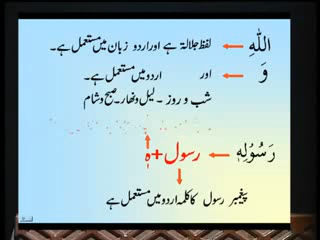 اللّٰهِ ← لفظ جلالۃ ہے اور اردو زبان میں مستعمل ہے۔
وَ ← اور اردو میں مستعمل ہے۔
شب و روز ۔ لیل و نھار۔ صبح و شام
رَسُوْلِهٖ ← رسول + هٖ
پیغمبر رسول کا کلمہ اردو میں مستعمل ہے